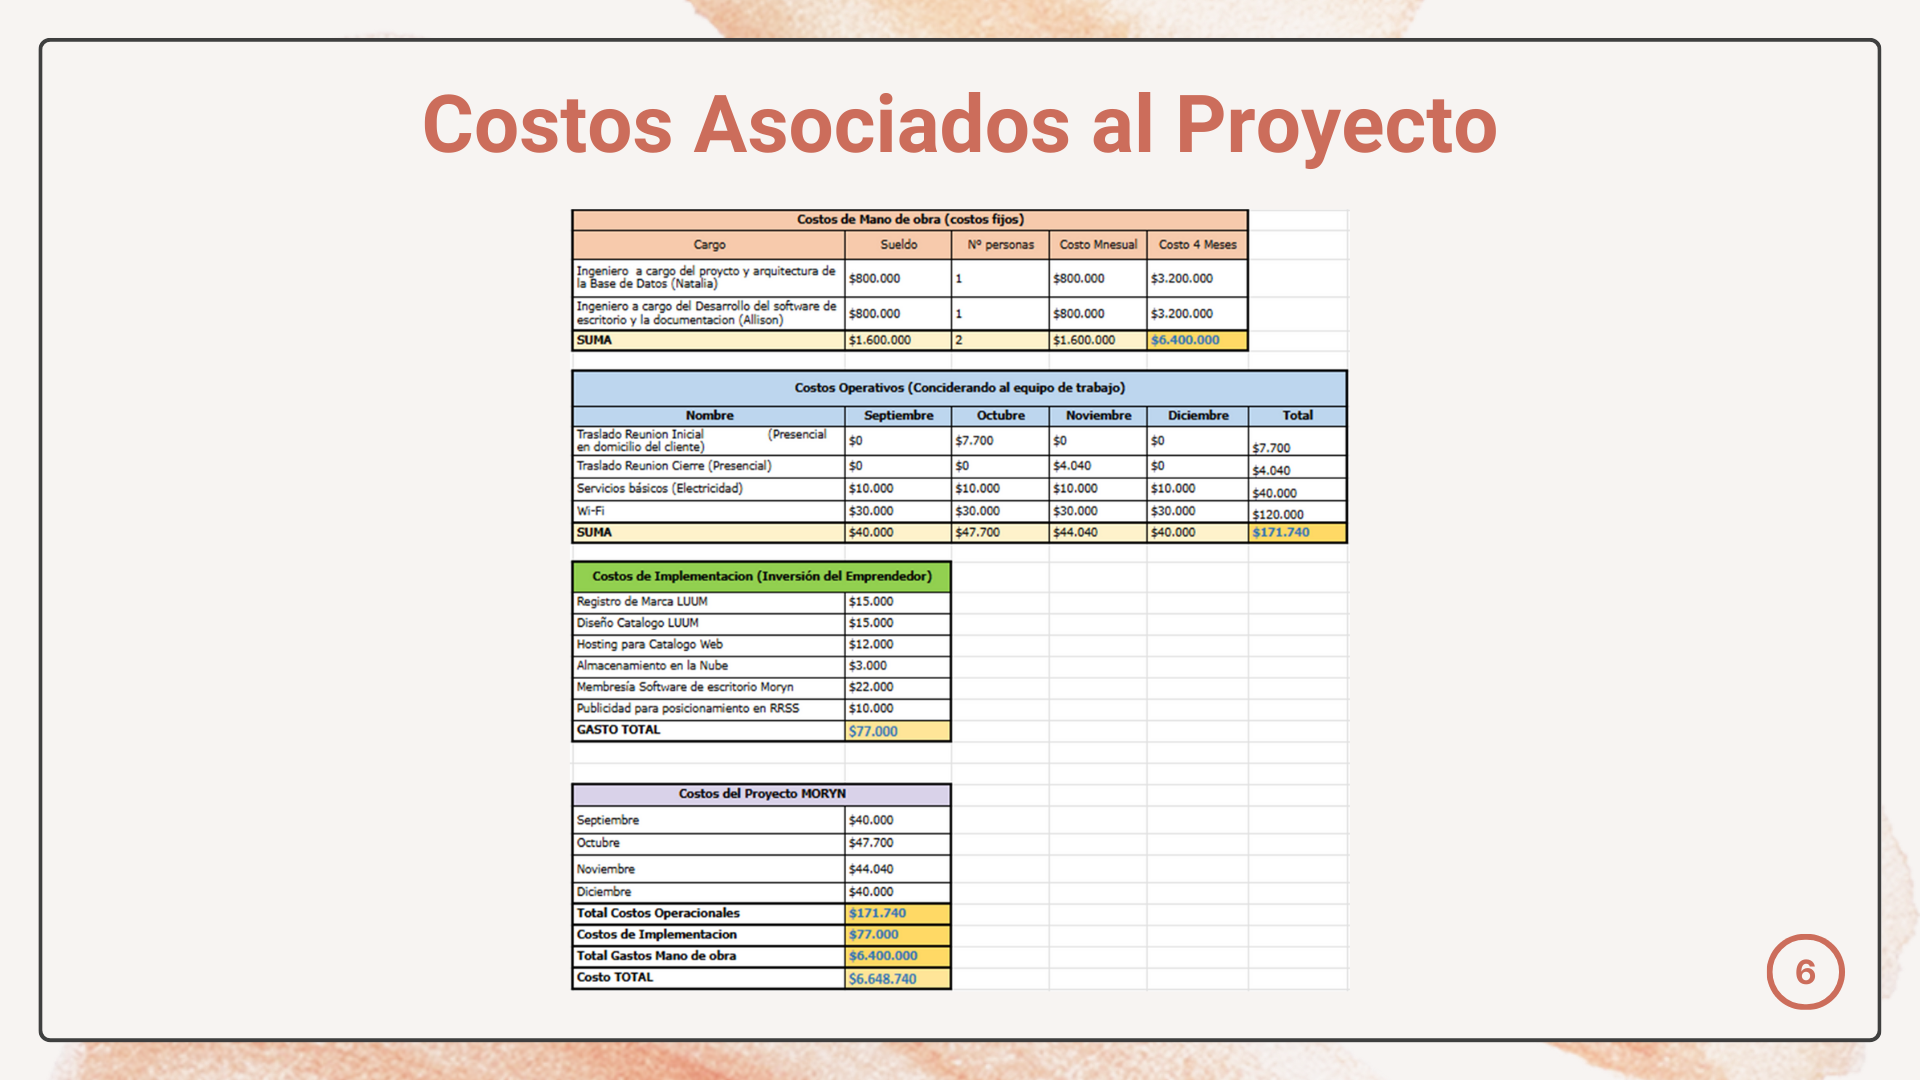 Costos Asociados al Proyecto
Costos de Mano de obra (costos fijos)
Cargo Sueldo Nº personas Costo Mnesual Costo 4 Meses
Ingeniero a cargo del proycto y arquitectura de
la Base de Datos (Natalia) $800.000 1 $800.000 $3.200.000
Ingeniero a cargo del Desarrollo del software de
escritorio y la documentacion (Allison) $800.000 1 $800.000 $3.200.000
SUMA $1.600.000 2 $1.600.000 $6.400.000
Costos Operativos (Conciderando al equipo de trabajo)
Nombre Septiembre Octubre Noviembre Diciembre Total
Traslado Reunion Inicial (Presencial
en domicilio del cliente) $0 $7.700 $0 $0 $7.700
Traslado Reunion Cierre (Presencial) $0 $0 $4.040 $0 $4.040
Servicios básicos (Electricidad) $10.000 $10.000 $10.000 $10.000 $40.000
Wi-Fi $30.000 $30.000 $30.000 $30.000 $120.000
SUMA $40.000 $47.700 $44.040 $40.000 $171.740
Costos de Implementacion (Inversión del Emprendedor)
Registro de Marca LUUM $15.000
Diseño Catalogo LUUM $15.000
Hosting para Catalogo Web $12.000
Almacenamiento en la Nube $3.000
Membresía Software de escritorio Moryn $22.000
Publicidad para posicionamiento en RRSS $10.000
GASTO TOTAL $77.000
Costos del Proyecto MORYN
Septiembre $40.000
Octubre $47.700
Noviembre $44.040
Diciembre $40.000
Total Costos Operacionales $171.740
Costos de Implementacion $77.000
Total Gastos Mano de obra $6.400.000
Costo TOTAL $6.648.740
6